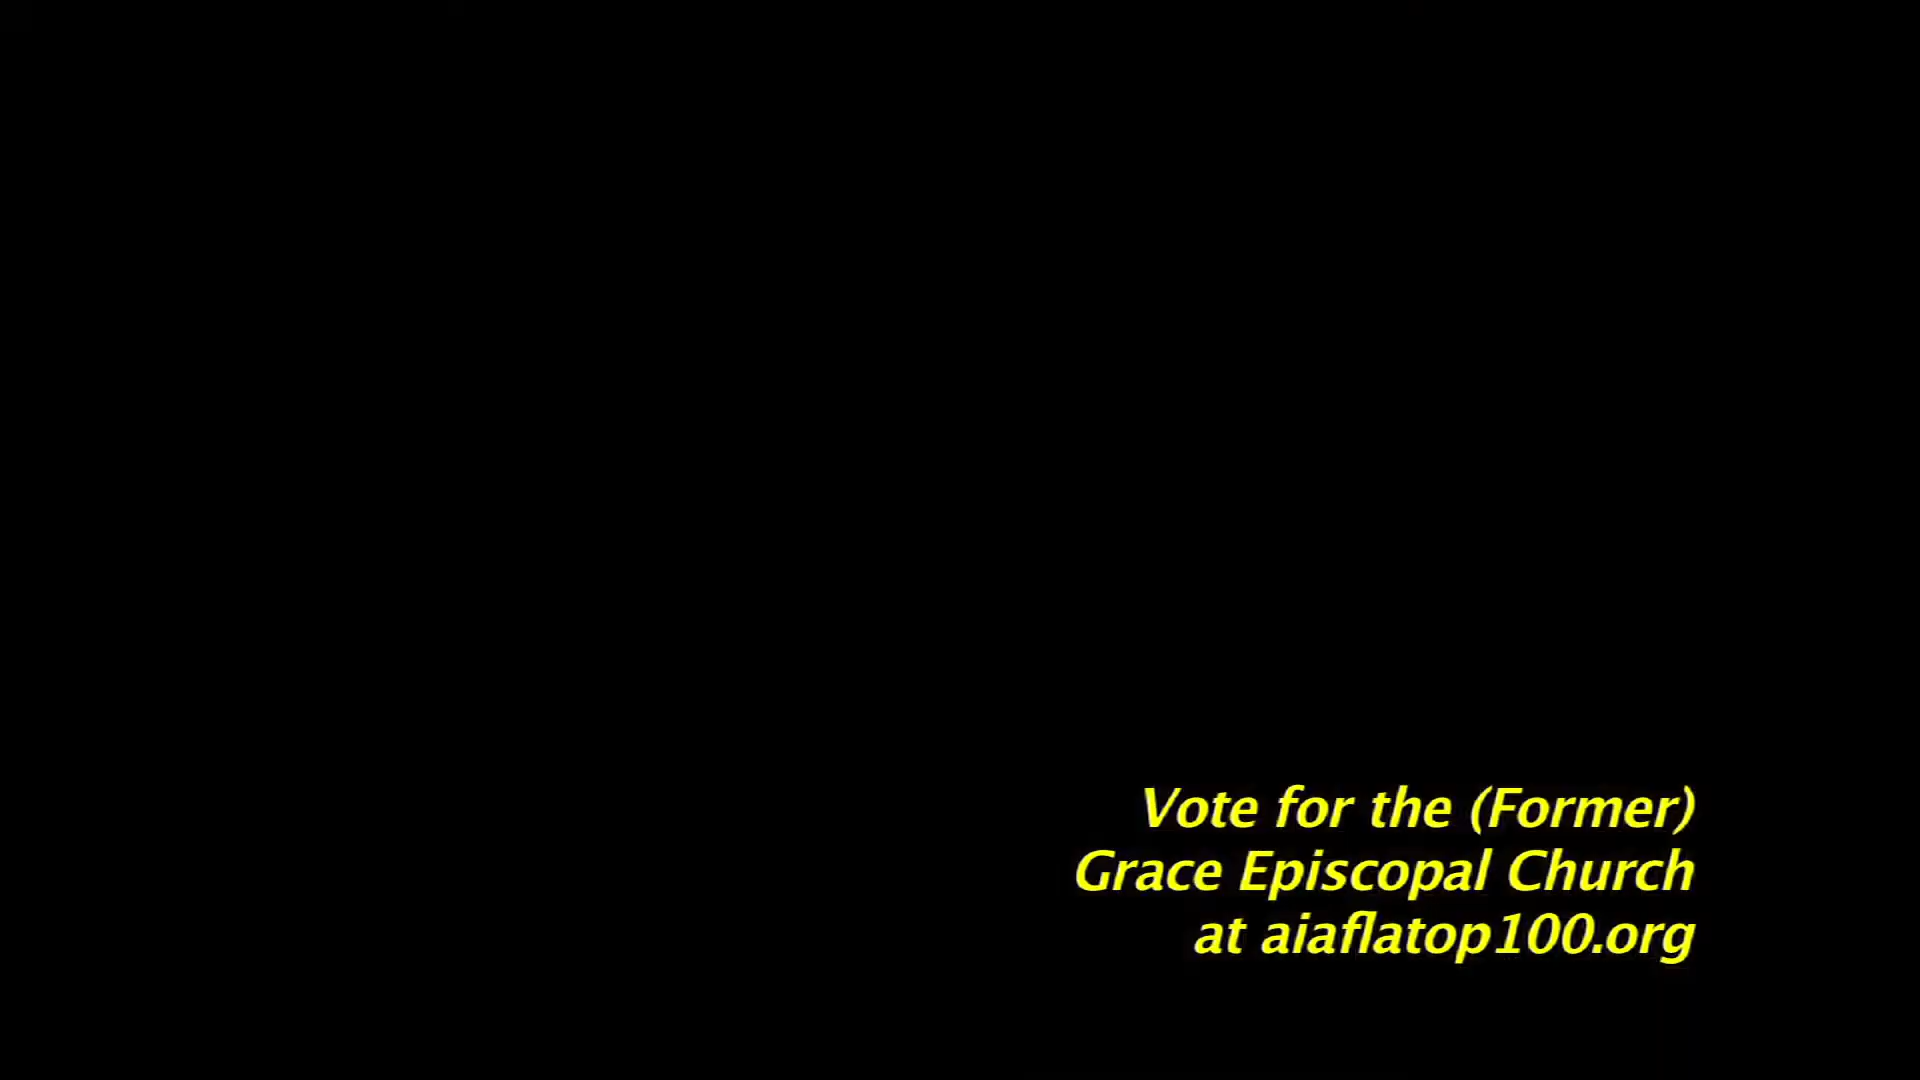 Vote for the (Former)
Grace Episcopal Church
at aiaflatop100.org